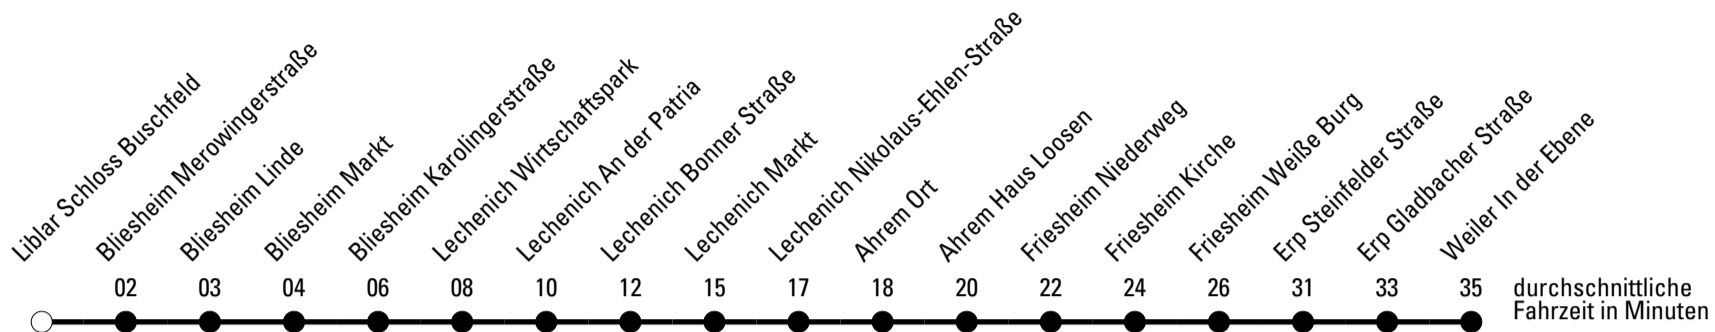 Liblar Schloss Buschfeld
Bliesheim Merowingerstraße
Bliesheim Linde
Bliesheim Markt
Bliesheim Karolingerstraße
Lechenich Wirtschaftspark
Lechenich An der Patria
Lechenich Bonner Straße
Lechenich Markt
Lechenich Nikolaus-Ehlen-Straße
Ahrem Ort
Ahrem Haus Loosen
Friesheim Niederweg
Friesheim Kirche
Friesheim Weiße Burg
Erp Steinfelder Straße
Erp Gladbacher Straße
Weiler In der Ebene
02 03 04 06 08 10 12 15 17 18 20 22 24 26 31 33 35
durchschnittliche
Fahrzeit in Minuten